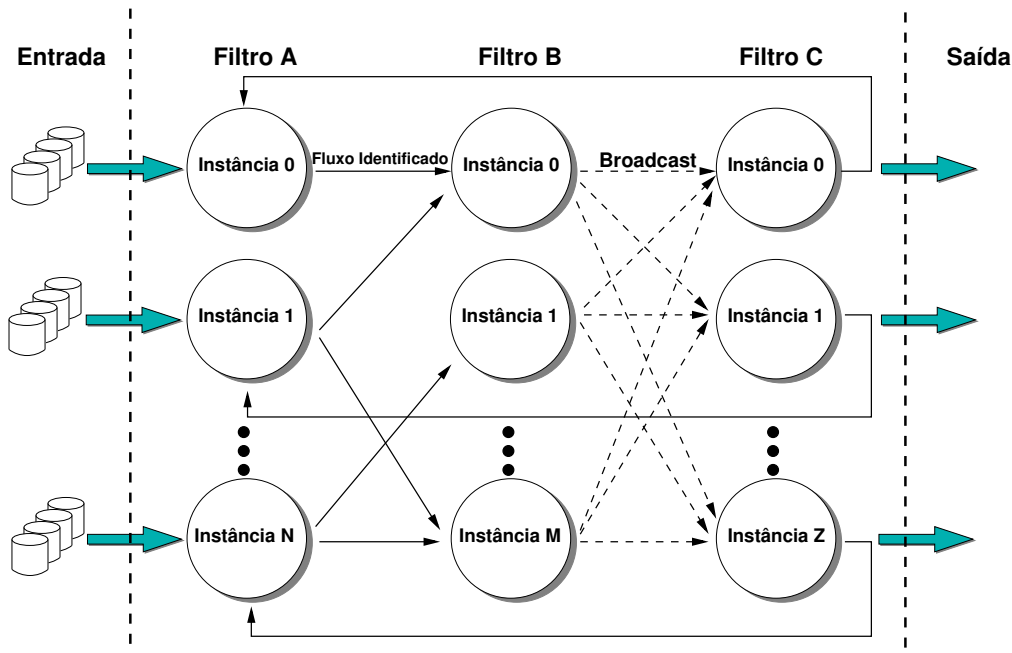 Entrada
Filtro A
Filtro B
Filtro C
Saída
Instância 0
Fluxo Identificado
Instância 0
Broadcast
Instância 0
Instância 1
Instância 1
Instância 1
Instância N
Instância M
Instância Z